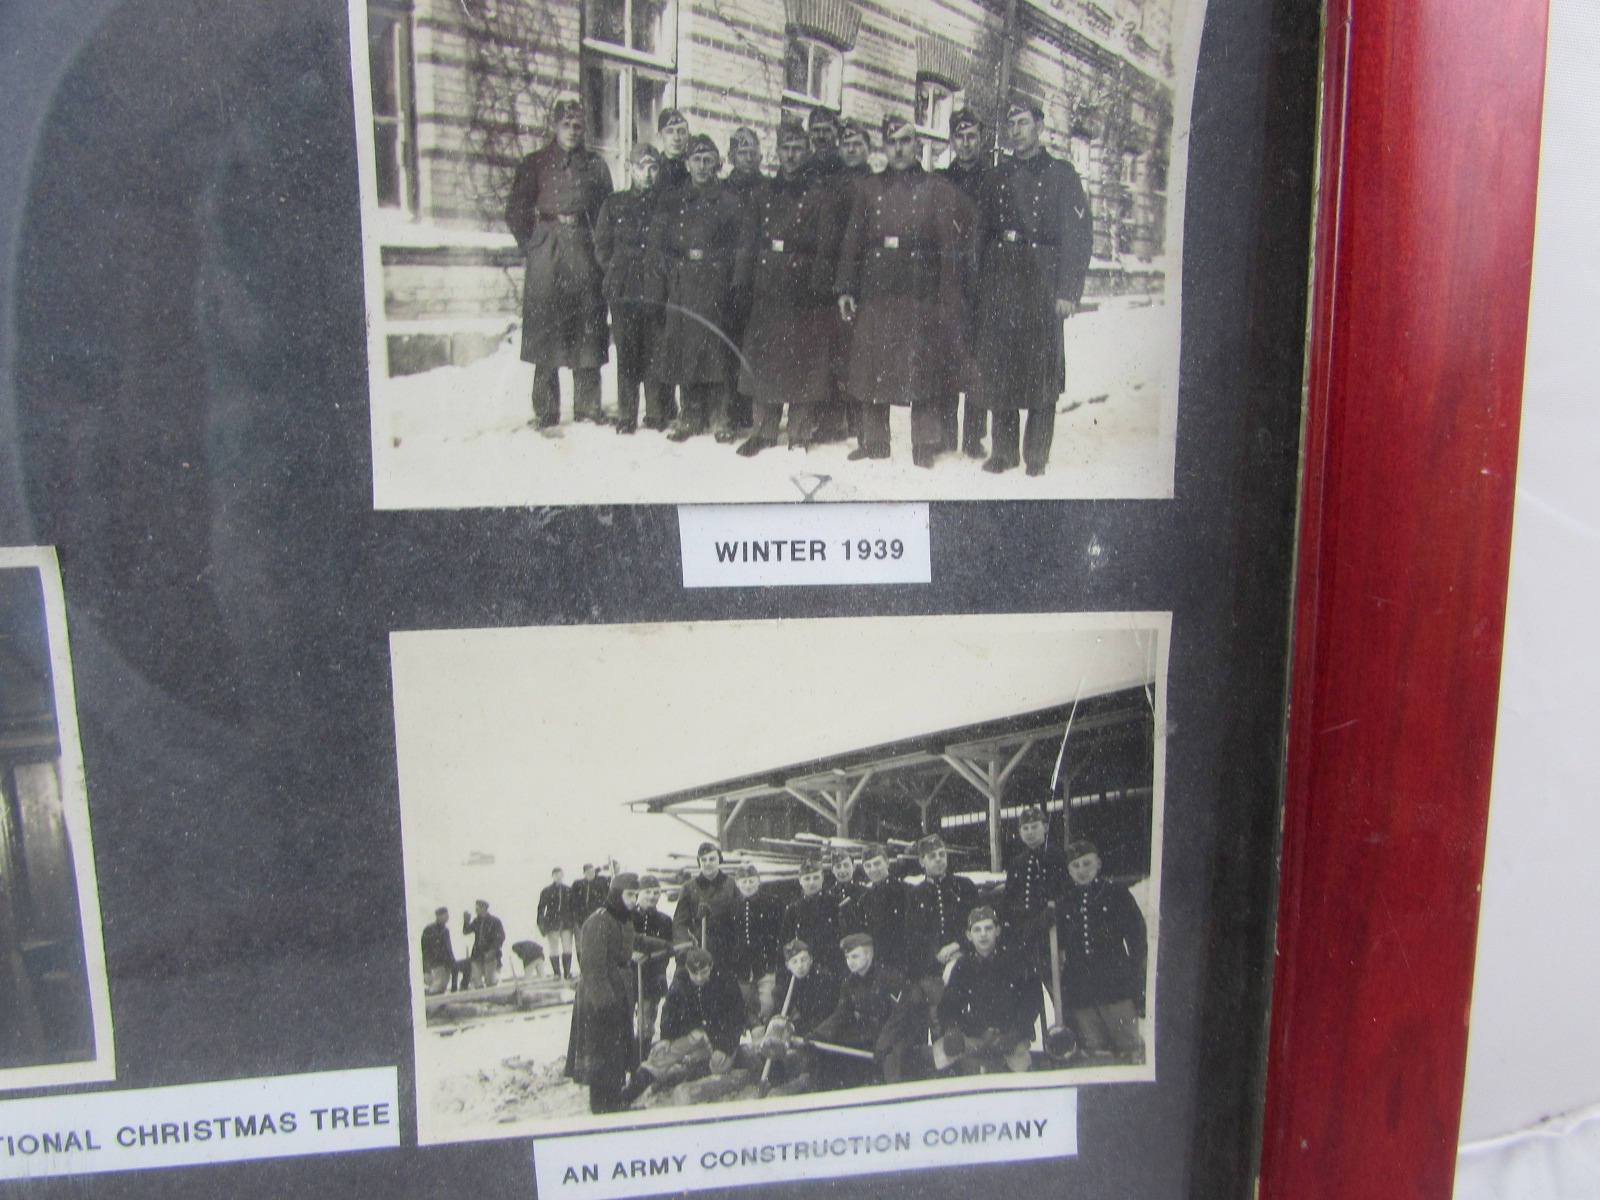 WINTER 1939
TIONAL CHRISTMAS TREE
AN ARMY CONSTRUCTION COMPANY